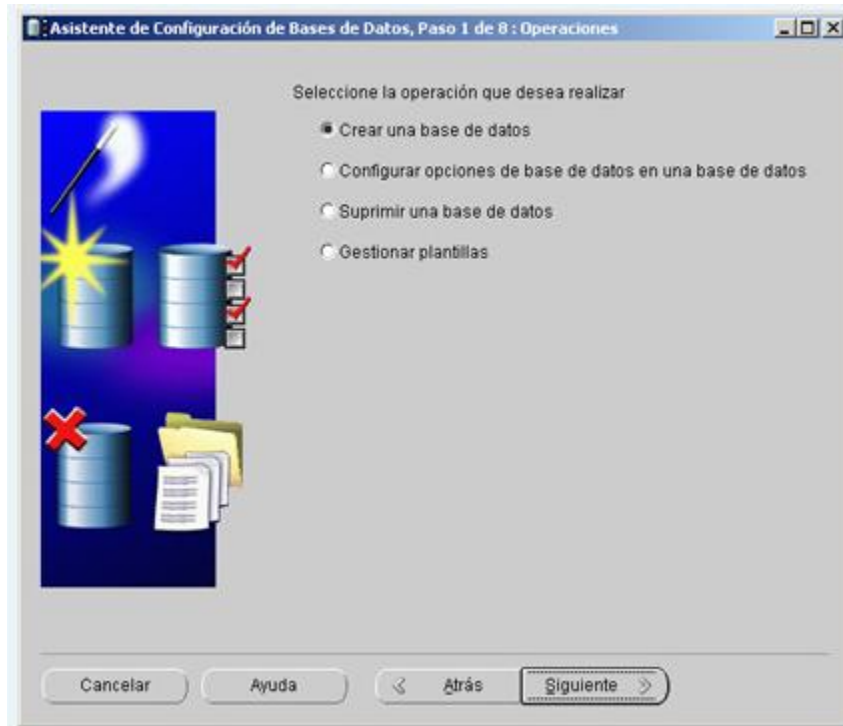 Asistente de Configuración de Bases de Datos, Paso 1 de 8 : Operaciones
Seleccione la operación que desea realizar
Crear una base de datos
Configurar opciones de base de datos en una base de datos
Suprimir una base de datos
Gestionar plantillas
Cancelar
Ayuda
Atrás
Siguiente